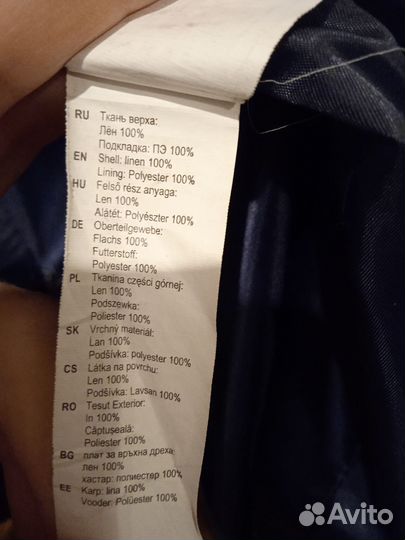 RU Ткань верха:
Лён 100%
Подкладка: ПЭ 100%
EN Shell: linen 100%
Lining: Polyester 100%
HU Felső rész anyaga:
Len 100%
Alátét: Polyészter 100%
DE Oberteilgewebe:
Flachs 100%
Futterstoff:
Polyester 100%
PL Tkanina części górnej:
Len 100%
Podszewka:
Poliester 100%
SK Vrchný materiál:
Lan 100%
Podšívka: polyester 100%
CS Látka na povrchu:
Len 100%
Podšívka: Lavsan 100%
RO Tesut Exterior:
In 100%
Căptușeală:
Poliester 100%
BG плат за връхна дреха:
лен 100%
хастар: полиестер 100%
EE Karp: lina 100%
Vooder: Polüester 100%
Avito